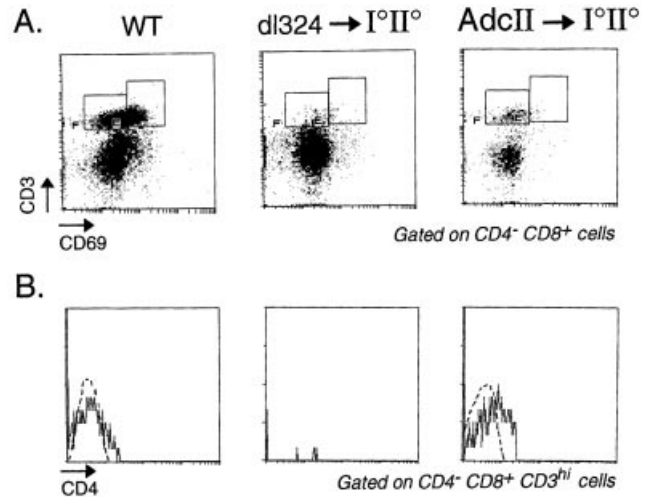 A.
WT
dl324 → I°II°
AdcII → I°II°
F
E
F
E
F
E
CD3
CD69
Gated on CD4⁻ CD8⁺ cells
B.
CD4
Gated on CD4⁻ CD8⁺ CD3ʰⁱ cells